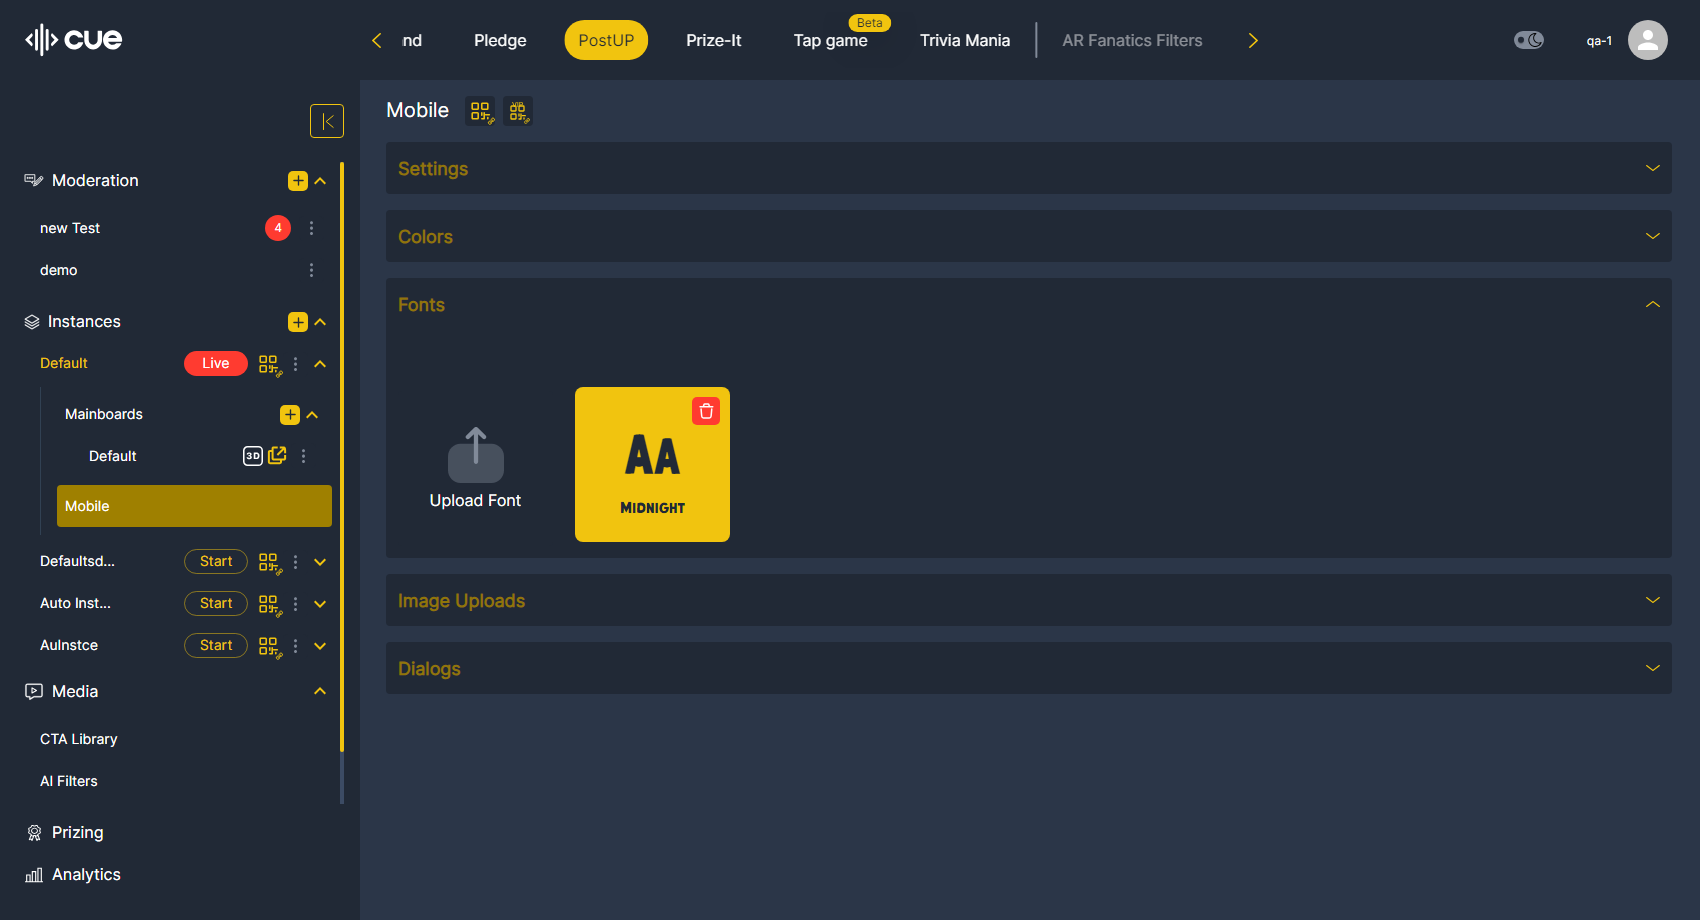 cue
nd
Pledge
PostUP
Prize-It
Beta
Tap game
Trivia Mania
AR Fanatics Filters
qa-1
Mobile
VIP
Settings
Colors
Fonts
Upload Font
Aa
Midnight
Image Uploads
Dialogs
Moderation
new Test
4
demo
Instances
Default
Live
Mainboards
Default
3D
Mobile
Defaultsd...
Start
Auto Inst...
Start
AuInstce
Start
Media
CTA Library
AI Filters
Prizing
Analytics